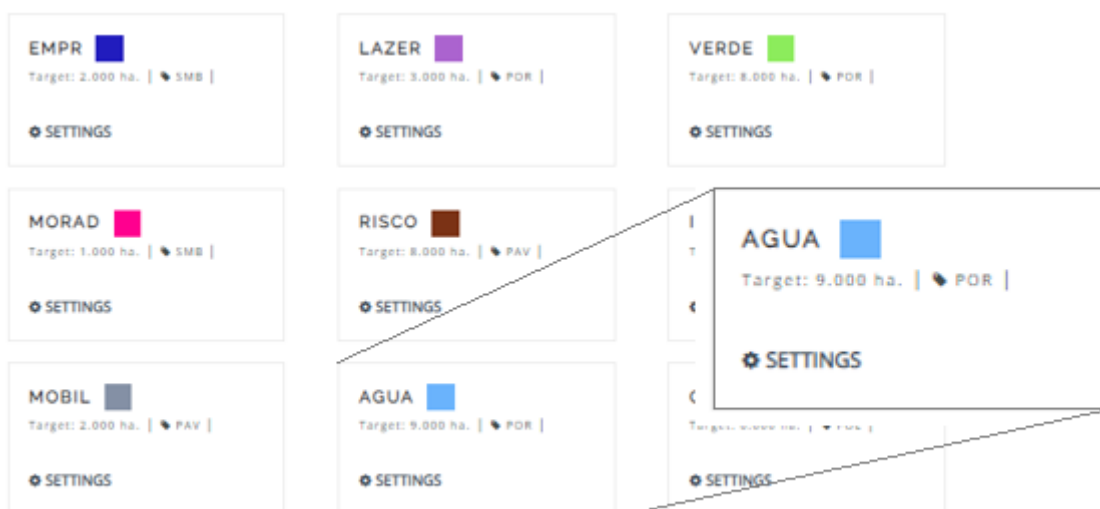 EMPR
Target: 2.000 ha. | SMB |
SETTINGS
LAZER
Target: 3.000 ha. | POR |
SETTINGS
VERDE
Target: 8.000 ha. | POR |
SETTINGS
MORAD
Target: 1.000 ha. | SMB |
SETTINGS
RISCO
Target: 8.000 ha. | PAV |
SETTINGS
AGUA
Target: 9.000 ha. | POR |
SETTINGS
MOBIL
Target: 2.000 ha. | PAV |
SETTINGS
AGUA
Target: 9.000 ha. | POR |
SETTINGS
SETTINGS